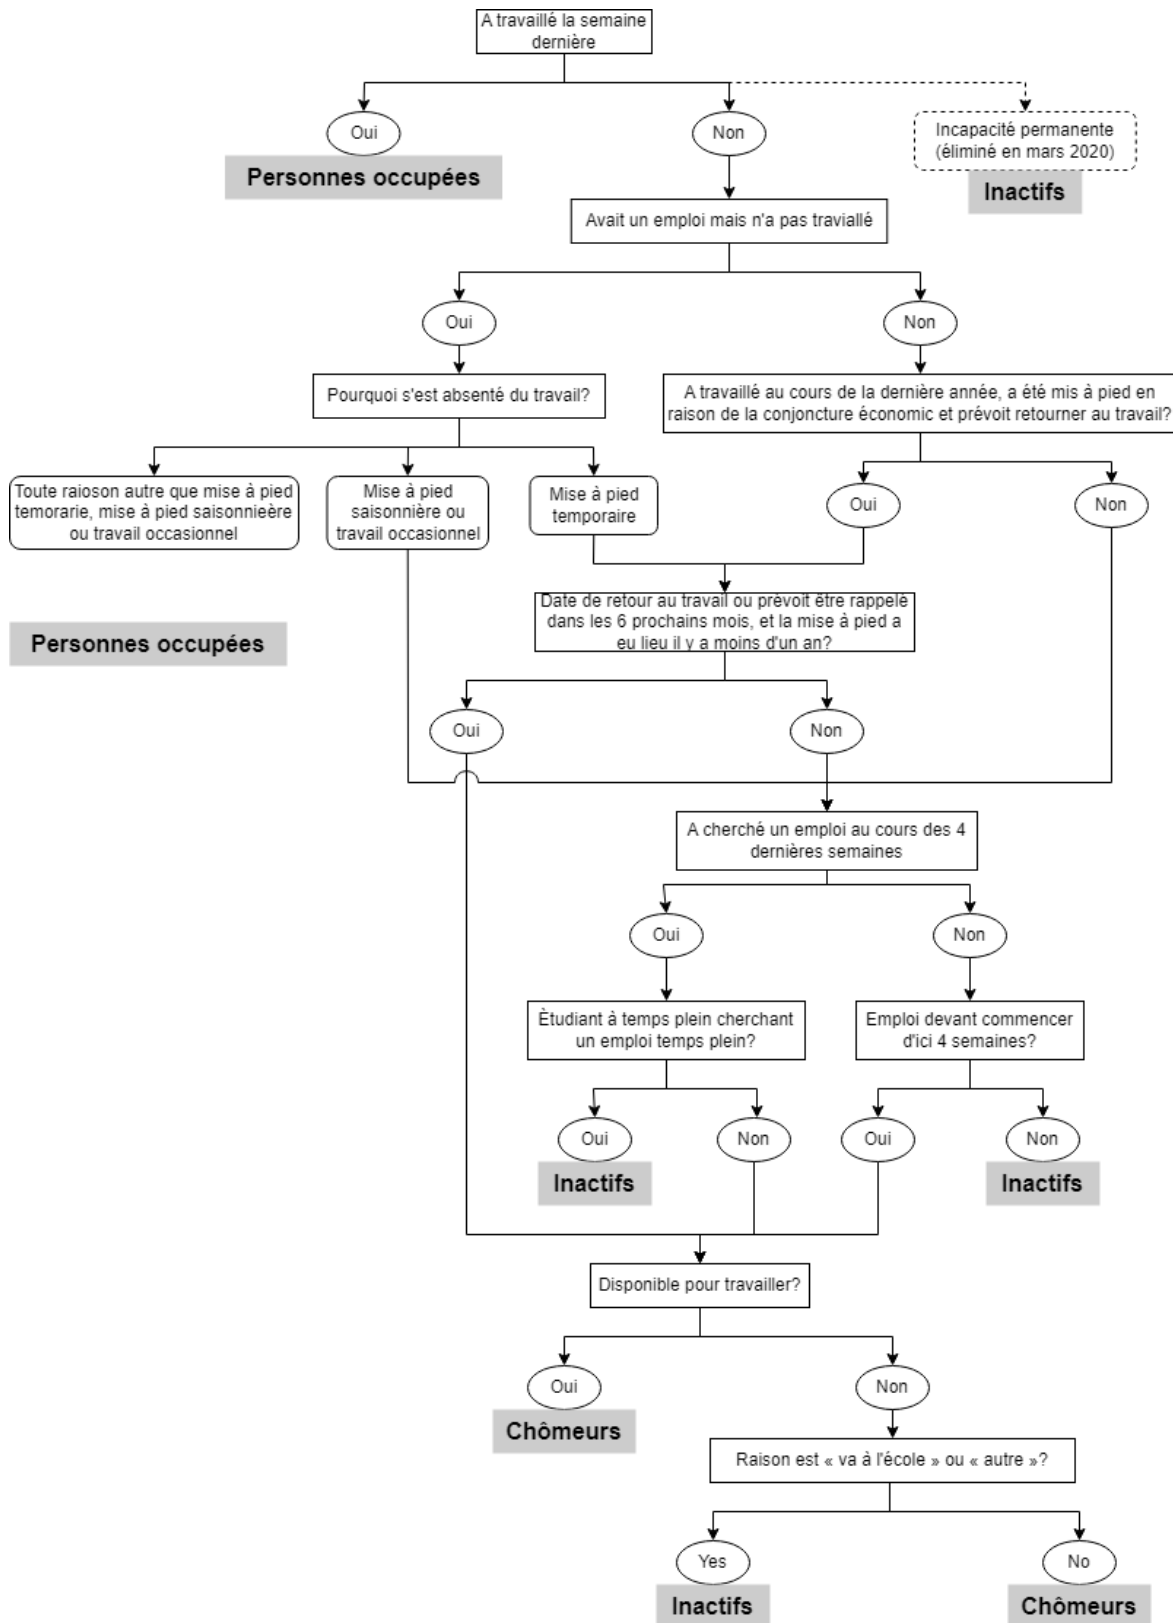 A travaillé la semaine
dernière
Oui
Non
Incapacité permanente
(éliminé en mars 2020)
Personnes occupées
Inactifs
Avait un emploi mais n'a pas traviallé
Oui
Non
Pourquoi s'est absenté du travail?
A travaillé au cours de la dernière année, a été mis à pied en
raison de la conjoncture économic et prévoit retourner au travail?
Toute raioson autre que mise à pied
temorarie, mise à pied saisonnieère
ou travail occasionnel
Mise à pied
saisonnière ou
travail occasionnel
Mise à pied
temporaire
Oui
Non
Date de retour au travail ou prévoit être rappelé
dans les 6 prochains mois, et la mise à pied a
eu lieu il y a moins d'un an?
Personnes occupées
Oui
Non
A cherché un emploi au cours des 4
dernières semaines
Oui
Non
Ètudiant à temps plein cherchant
un emploi temps plein?
Emploi devant commencer
d'ici 4 semaines?
Oui
Non
Oui
Non
Inactifs
Inactifs
Disponible pour travailler?
Oui
Non
Chômeurs
Raison est « va à l'école » ou « autre »?
Yes
No
Inactifs
Chômeurs